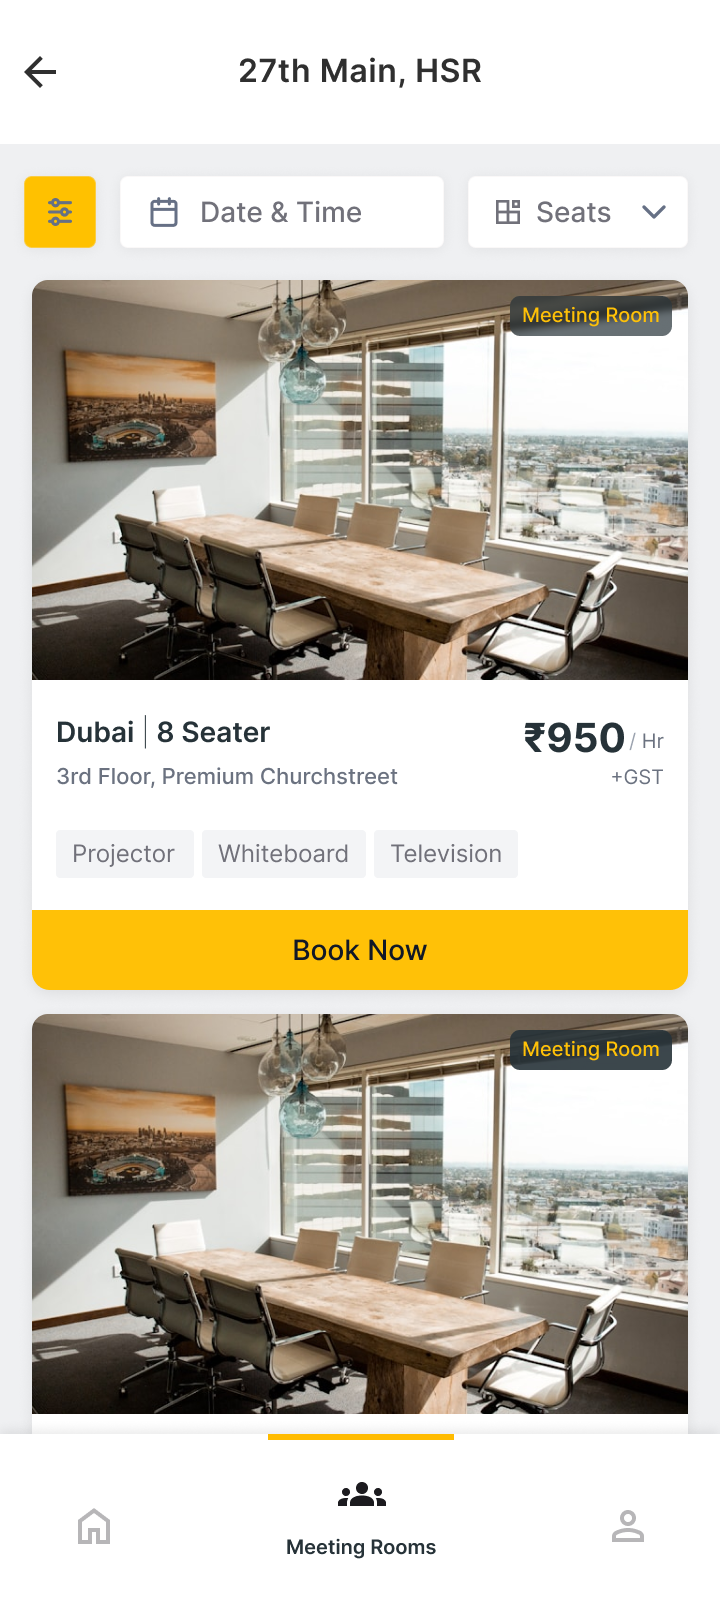 27th Main, HSR
Date & Time
Seats
Meeting Room
Dubai | 8 Seater
₹950 / Hr
3rd Floor, Premium Churchstreet
+GST
Projector
Whiteboard
Television
Book Now
Meeting Room
Meeting Rooms